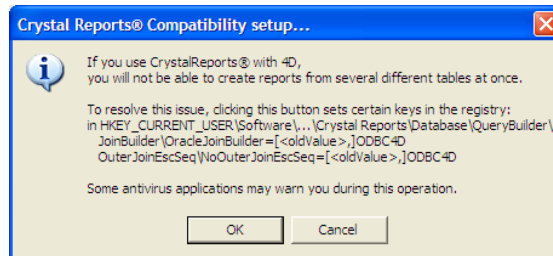 Crystal Reports® Compatibility setup...
If you use CrystalReports® with 4D,
you will not be able to create reports from several different tables at once.
To resolve this issue, clicking this button sets certain keys in the registry:
in HKEY_CURRENT_USER\Software\...\Crystal Reports\Database\QueryBuilder\
JoinBuilder\OracleJoinBuilder=[<oldValue>,]ODBC4D
OuterJoinEscSeq\NoOuterJoinEscSeq=[<oldValue>,]ODBC4D
Some antivirus applications may warn you during this operation.
OK Cancel